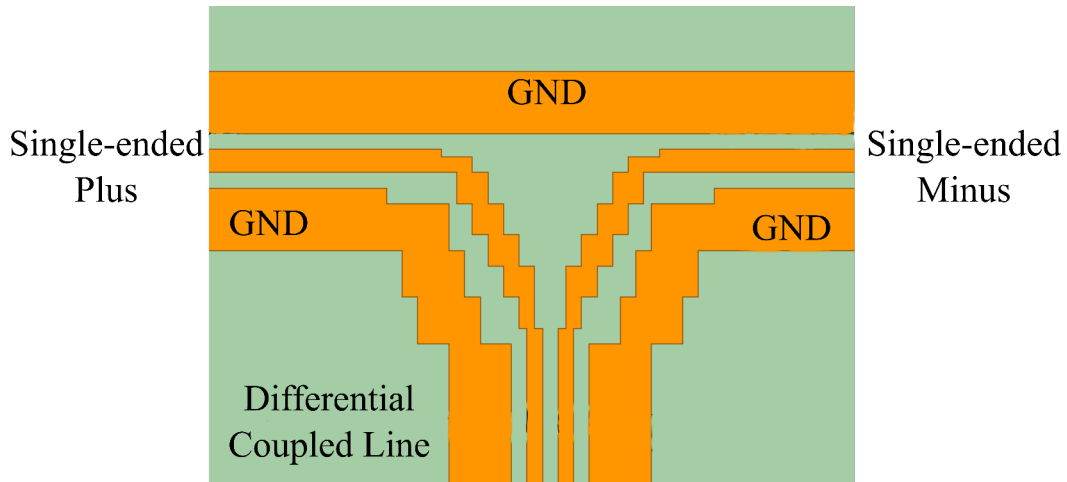 GND
Single-ended
Plus
Single-ended
Minus
GND
GND
Differential
Coupled Line